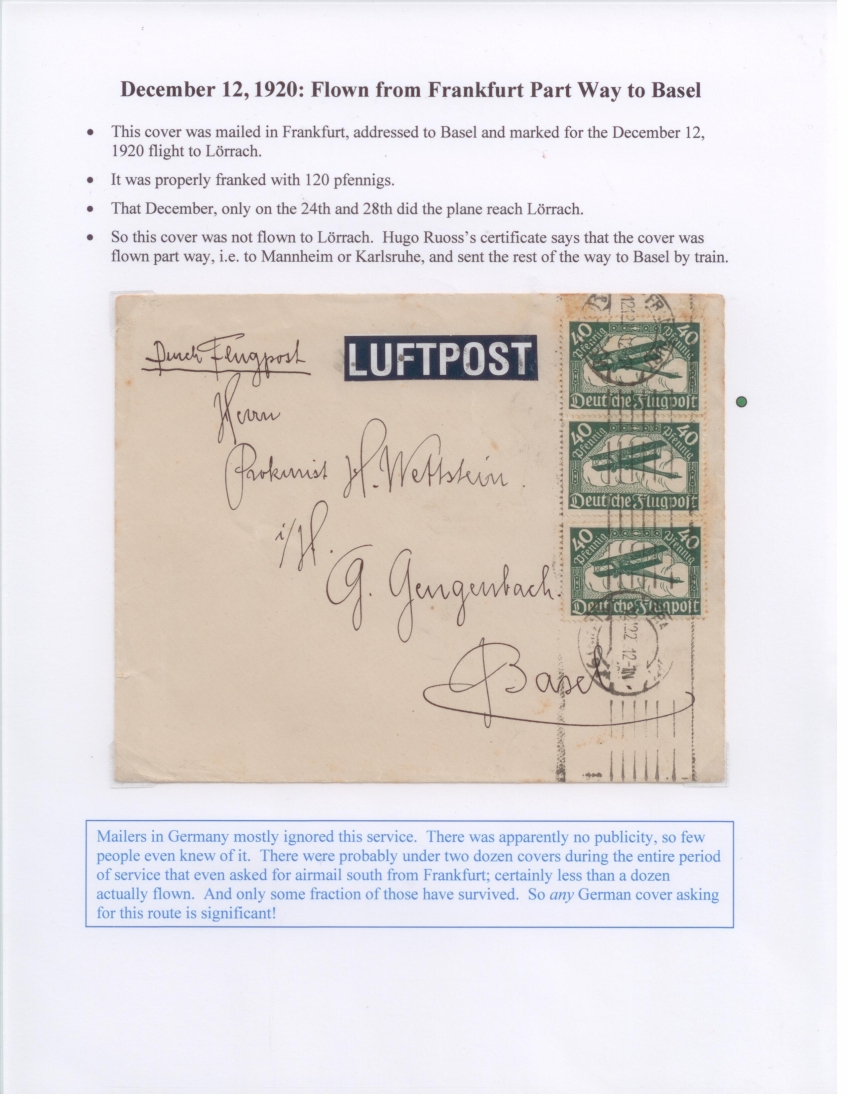 December 12, 1920: Flown from Frankfurt Part Way to Basel
• This cover was mailed in Frankfurt, addressed to Basel and marked for the December 12,
1920 flight to Lörrach.
• It was properly franked with 120 pfennigs.
• That December, only on the 24th and 28th did the plane reach Lörrach.
• So this cover was not flown to Lörrach. Hugo Ruoss's certificate says that the cover was
flown part way, i.e. to Mannheim or Karlsruhe, and sent the rest of the way to Basel by train.
Durch Flugpost
LUFTPOST
Herrn
Prokurist H. Wettstein.
i/H.
G. Gengenbach.
Basel
40 40
Pfennig Pfennig
Deutsche Flugpost
40 40
Pfennig Pfennig
Deutsche Flugpost
40 40
Pfennig Pfennig
Deutsche Flugpost
12-1N
Mailers in Germany mostly ignored this service. There was apparently no publicity, so few
people even knew of it. There were probably under two dozen covers during the entire period
of service that even asked for airmail south from Frankfurt; certainly less than a dozen
actually flown. And only some fraction of those have survived. So any German cover asking
for this route is significant!